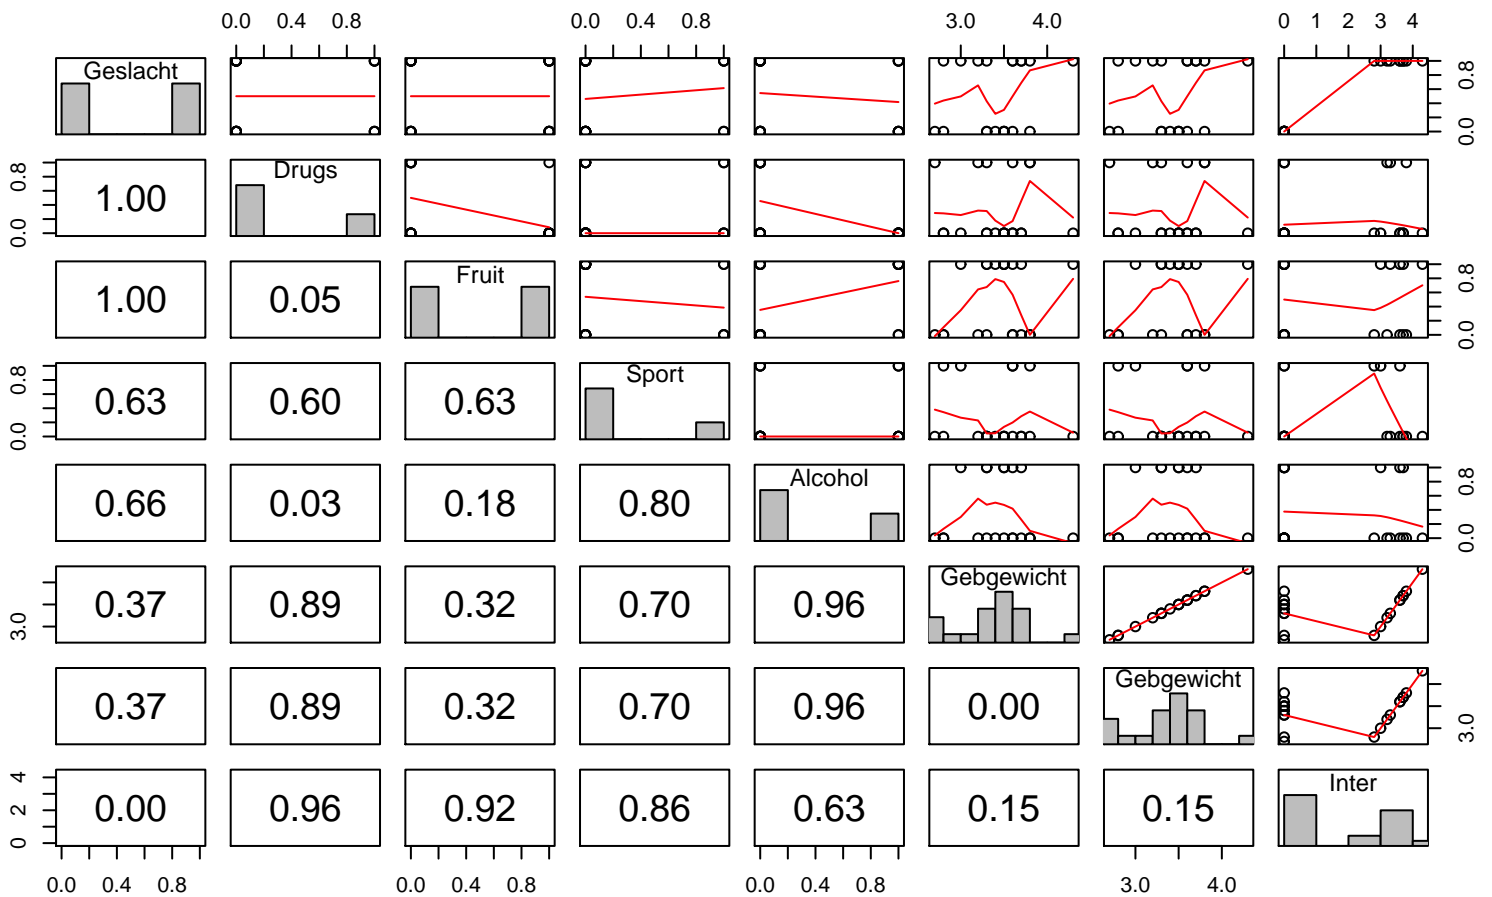 0.0 0.4 0.8 0.0 0.4 0.8 3.0 4.0 0 1 2 3 4
Geslacht 0.0 0.8
0.0 0.8 1.00 Drugs
1.00 0.05 Fruit 0.0 0.8
0.0 0.8 0.63 0.60 0.63 Sport
0.66 0.03 0.18 0.80 Alcohol 0.0 0.8
3.0 0.37 0.89 0.32 0.70 0.96 Gebgewicht
0.37 0.89 0.32 0.70 0.96 0.00 Gebgewicht 3.0
0 2 4 0.00 0.96 0.92 0.86 0.63 0.15 0.15 Inter
0.0 0.4 0.8 0.0 0.4 0.8 0.0 0.4 0.8 3.0 4.0